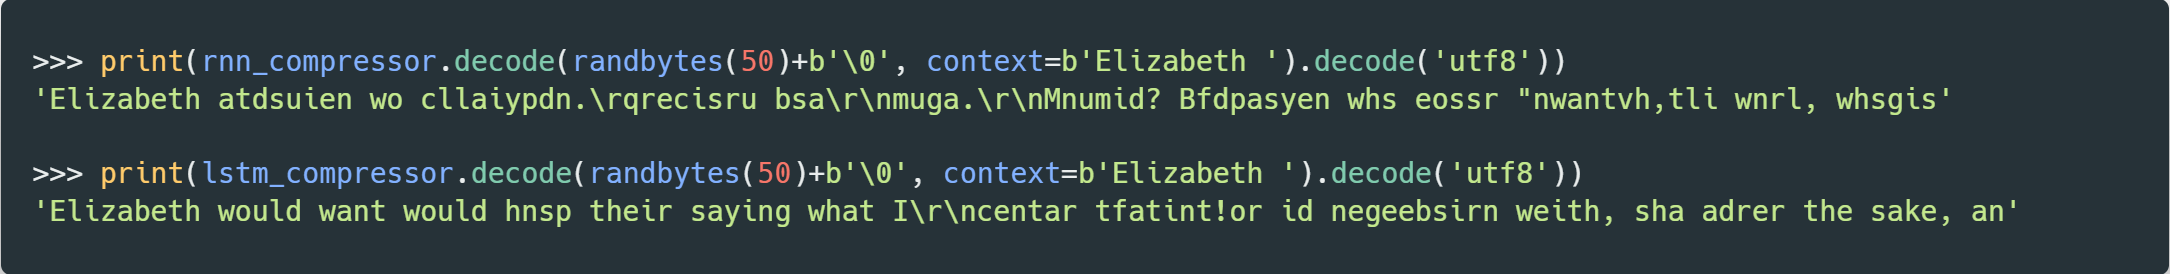 >>> print(rnn_compressor.decode(randbytes(50)+b'\0', context=b'Elizabeth ').decode('utf8'))
'Elizabeth atdsuien wo cllaiypdn.\rqrecisru bsa\r\nmuga.\r\nMnumid? Bfdpasyen whs eossr "nwantvh,tli wnrl, whsgis'
>>> print(lstm_compressor.decode(randbytes(50)+b'\0', context=b'Elizabeth ').decode('utf8'))
'Elizabeth would want would hnsp their saying what I\r\ncentar tfatint!or id negeebsirn weith, sha adrer the sake, an'